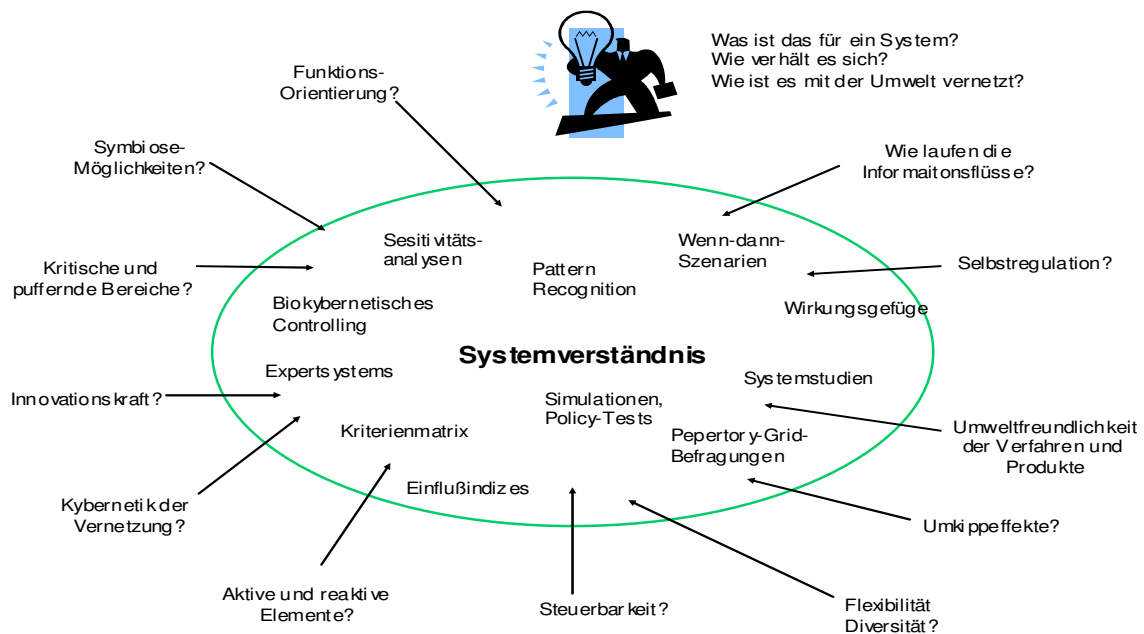 Was ist das für ein System?
Wie verhält es sich?
Wie ist es mit der Umwelt vernetzt?
Funktions-
Orientierung?
Symbiose-
Möglichkeiten?
Wie laufen die
Informaitonsflüsse?
Kritische und
puffernde Bereiche?
Selbstregulation?
Sesitivitäts-
analysen
Pattern
Recognition
Wenn-dann-
Szenarien
Biokybernetisches
Controlling
Wirkungsgefüge
Systemverständnis
Expertsystems
Systemstudien
Simulationen,
Policy-Tests
Kriterienmatrix
Pepertory-Grid-
Befragungen
Einflußindizes
Innovationskraft?
Umweltfreundlichkeit
der Verfahren und
Produkte
Kybernetik der
Vernetzung?
Umkippeffekte?
Aktive und reaktive
Elemente?
Steuerbarkeit?
Flexibilität
Diversität?